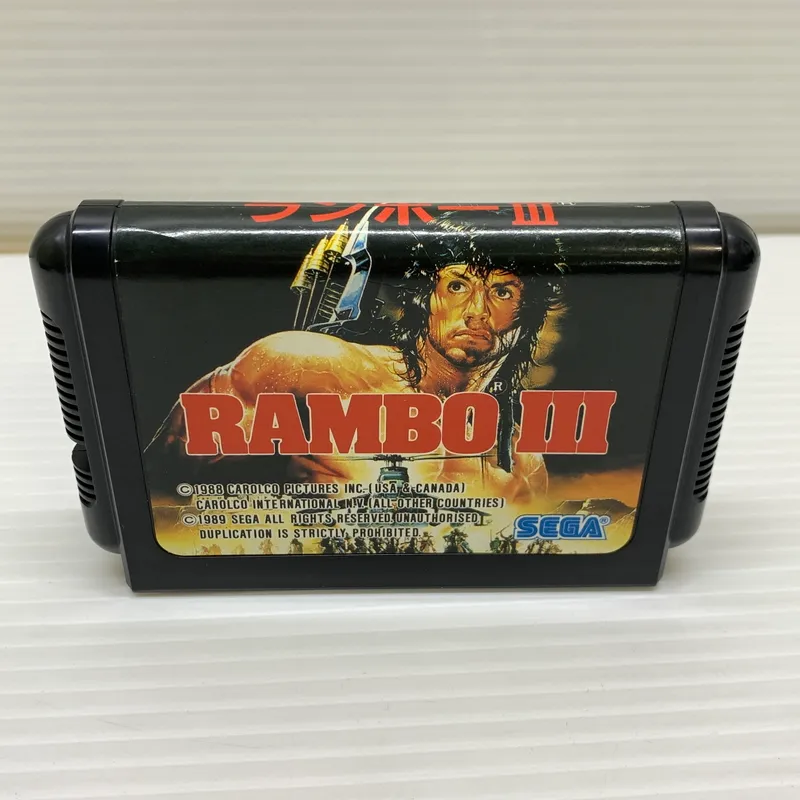 ランボーIII
RAMBO III®
©1988 CAROLCO PICTURES INC. (USA & CANADA)
CAROLCO INTERNATIONAL N.V. (ALL OTHER COUNTRIES)
©1989 SEGA ALL RIGHTS RESERVED. UNAUTHORISED
DUPLICATION IS STRICTLY PROHIBITED.
SEGA®